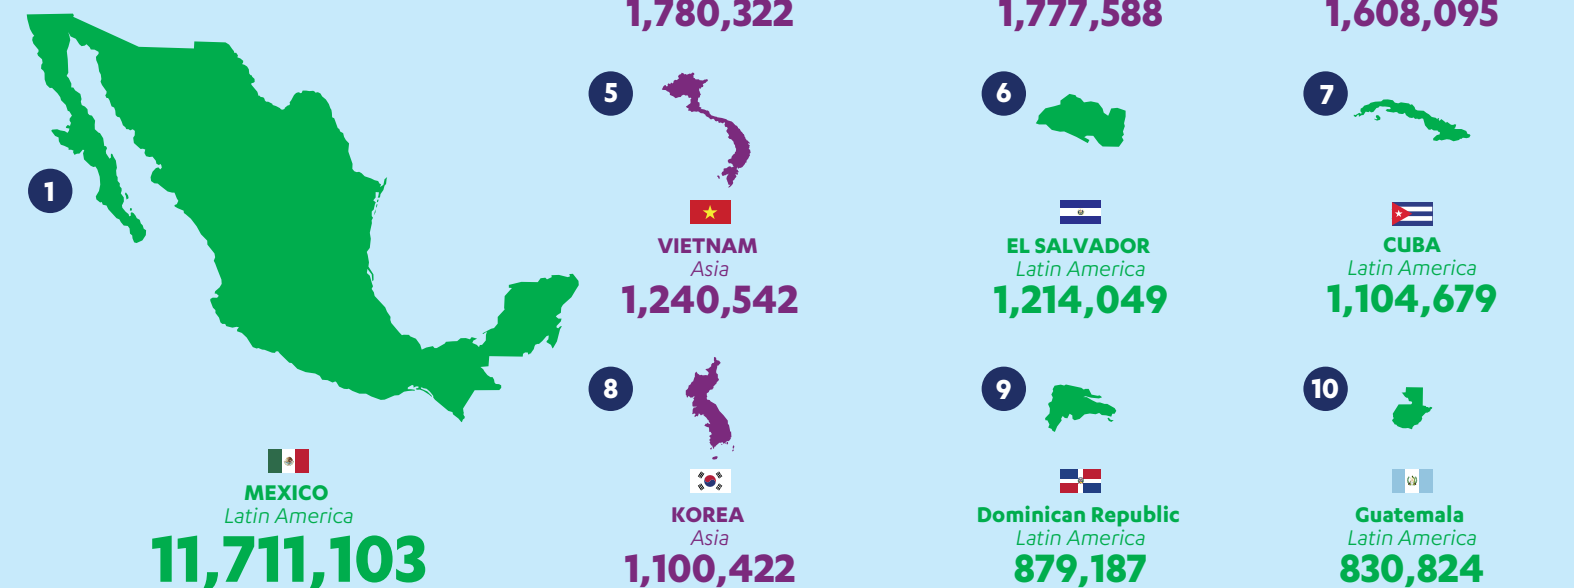 1,780,322
1,777,588
1,608,095
1
MEXICO
Latin America
11,711,103
5
VIETNAM
Asia
1,240,542
6
EL SALVADOR
Latin America
1,214,049
7
CUBA
Latin America
1,104,679
8
KOREA
Asia
1,100,422
9
Dominican Republic
Latin America
879,187
10
Guatemala
Latin America
830,824